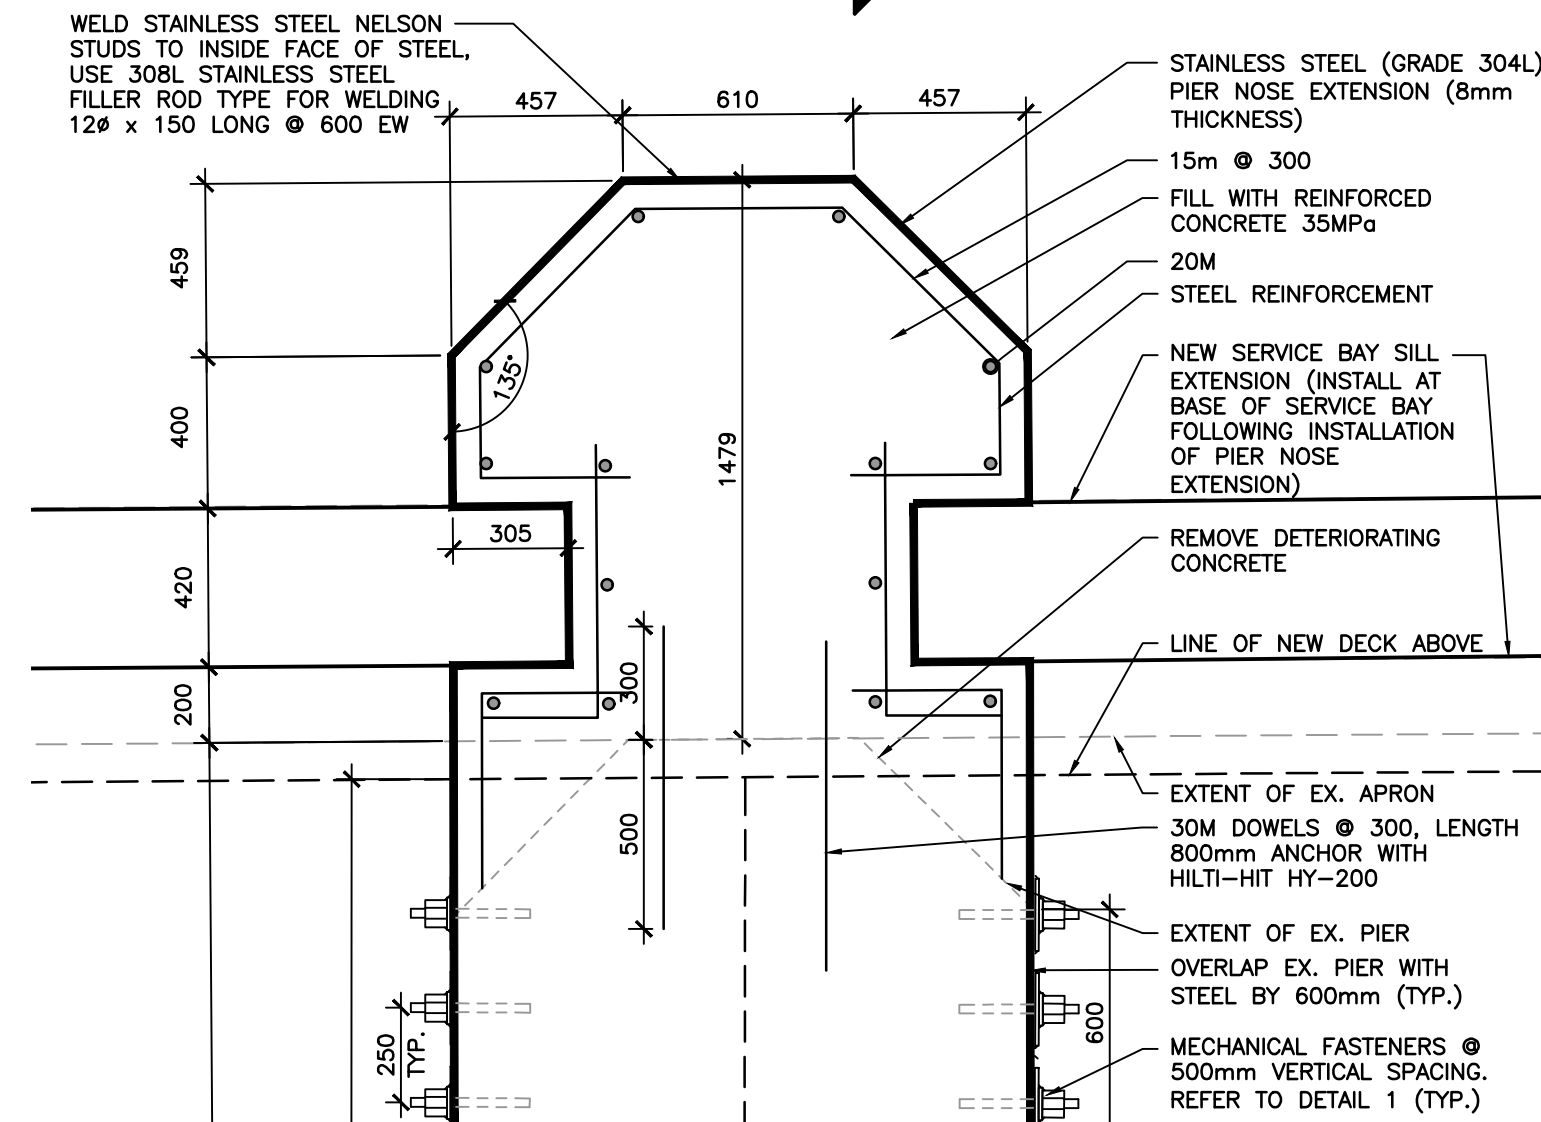 WELD STAINLESS STEEL NELSON
STUDS TO INSIDE FACE OF STEEL,
USE 308L STAINLESS STEEL
FILLER ROD TYPE FOR WELDING
12ø x 150 LONG @ 600 EW
457
610
457
STAINLESS STEEL (GRADE 304L)
PIER NOSE EXTENSION (8mm
THICKNESS)
15m @ 300
FILL WITH REINFORCED
CONCRETE 35MPa
20M
STEEL REINFORCEMENT
NEW SERVICE BAY SILL
EXTENSION (INSTALL AT
BASE OF SERVICE BAY
FOLLOWING INSTALLATION
OF PIER NOSE
EXTENSION)
459
135°
400
1479
305
420
REMOVE DETERIORATING
CONCRETE
LINE OF NEW DECK ABOVE
200
300
500
EXTENT OF EX. APRON
30M DOWELS @ 300, LENGTH
800mm ANCHOR WITH
HILTI-HIT HY-200
EXTENT OF EX. PIER
OVERLAP EX. PIER WITH
STEEL BY 600mm (TYP.)
250
TYP.
600
MECHANICAL FASTENERS @
500mm VERTICAL SPACING.
REFER TO DETAIL 1 (TYP.)